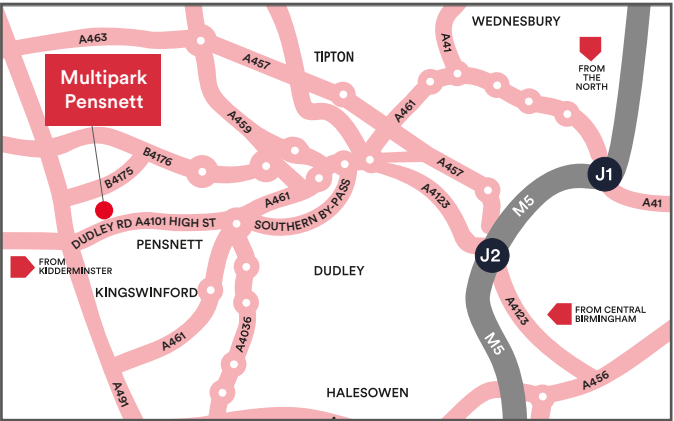 WEDNESBURY
A463
A41
TIPTON
A457
FROM
THE
NORTH
Multipark
Pensnett
A461
A459
B4176
B4175
A457
J1
A461
A4123
M5
A41
DUDLEY RD A4101 HIGH ST
SOUTHERN BY-PASS
PENSNETT
J2
FROM
KIDDERMINSTER
DUDLEY
KINGSWINFORD
A4123
FROM CENTRAL
BIRMINGHAM
A461
A4036
M5
A491
A456
HALESOWEN